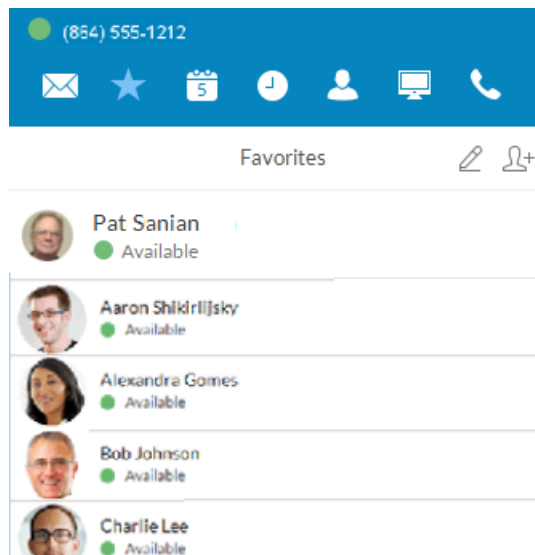 (864) 555-1212
5
Favorites
Pat Sanian
Available
Aaron Shikirlijsky
Available
Alexandra Gomes
Available
Bob Johnson
Available
Charlie Lee
Available